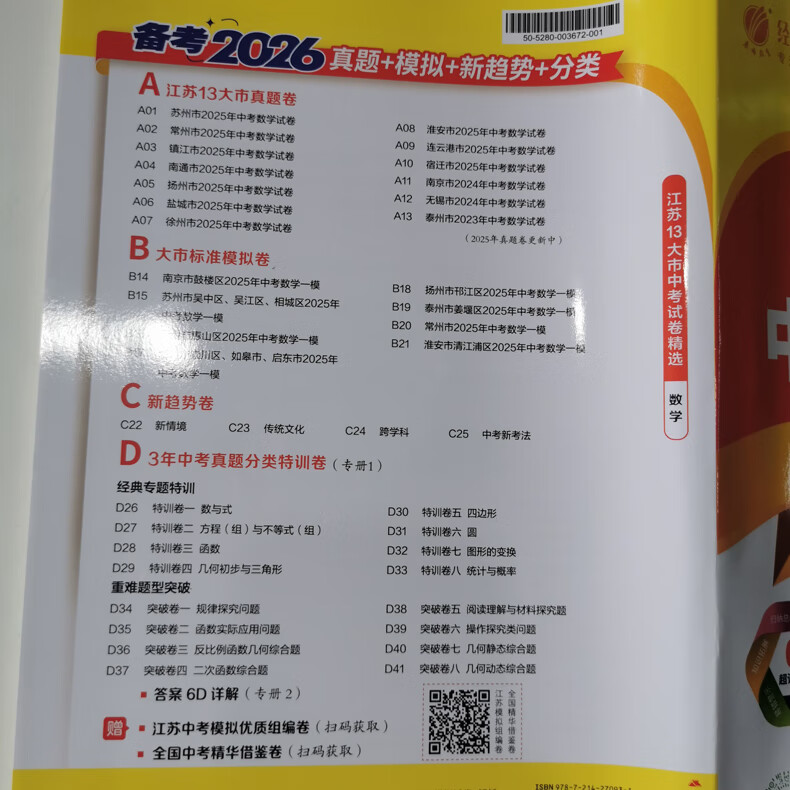 50-5280-003672-001
备考2026 真题+模拟+新趋势+分类
A 江苏13大市真题卷
A01 苏州市2025年中考数学试卷
A02 常州市2025年中考数学试卷
A03 镇江市2025年中考数学试卷
A04 南通市2025年中考数学试卷
A05 扬州市2025年中考数学试卷
A06 盐城市2025年中考数学试卷
A07 徐州市2025年中考数学试卷
A08 淮安市2025年中考数学试卷
A09 连云港市2025年中考数学试卷
A10 宿迁市2025年中考数学试卷
A11 南京市2024年中考数学试卷
A12 无锡市2024年中考数学试卷
A13 泰州市2023年中考数学试卷
(2025年真题卷更新中)
B 大市标准模拟卷
B14 南京市鼓楼区2025年中考数学一模
B15 苏州市吴中区、吴江区、相城区2025年
中考数学一模
山区2025年中考数学一模
川区、如皋市、启东市2025年
中考数学一模
B18 扬州市邗江区2025年中考数学一模
B19 泰州市姜堰区2025年中考数学一模
B20 常州市2025年中考数学一模
B21 淮安市清江浦区2025年中考数学一模
C 新趋势卷
C22 新情境 C23 传统文化 C24 跨学科 C25 中考新考法
D 3年中考真题分类特训卷(专册1)
经典专题特训
D26 特训卷一 数与式
D27 特训卷二 方程(组)与不等式(组)
D28 特训卷三 函数
D29 特训卷四 几何初步与三角形
D30 特训卷五 四边形
D31 特训卷六 圆
D32 特训卷七 图形的变换
D33 特训卷八 统计与概率
重难题型突破
D34 突破卷一 规律探究问题
D35 突破卷二 函数实际应用问题
D36 突破卷三 反比例函数几何综合题
D37 突破卷四 二次函数综合题
D38 突破卷五 阅读理解与材料探究题
D39 突破卷六 操作探究类问题
D40 突破卷七 几何静态综合题
D41 突破卷八 几何动态综合题
答案6D详解(专册2)
赠 江苏中考模拟优质组编卷(扫码获取)
全国中考精华借鉴卷(扫码获取)
江苏模拟组编卷
全国精华借鉴卷
江苏13大市中考试卷精选
数学